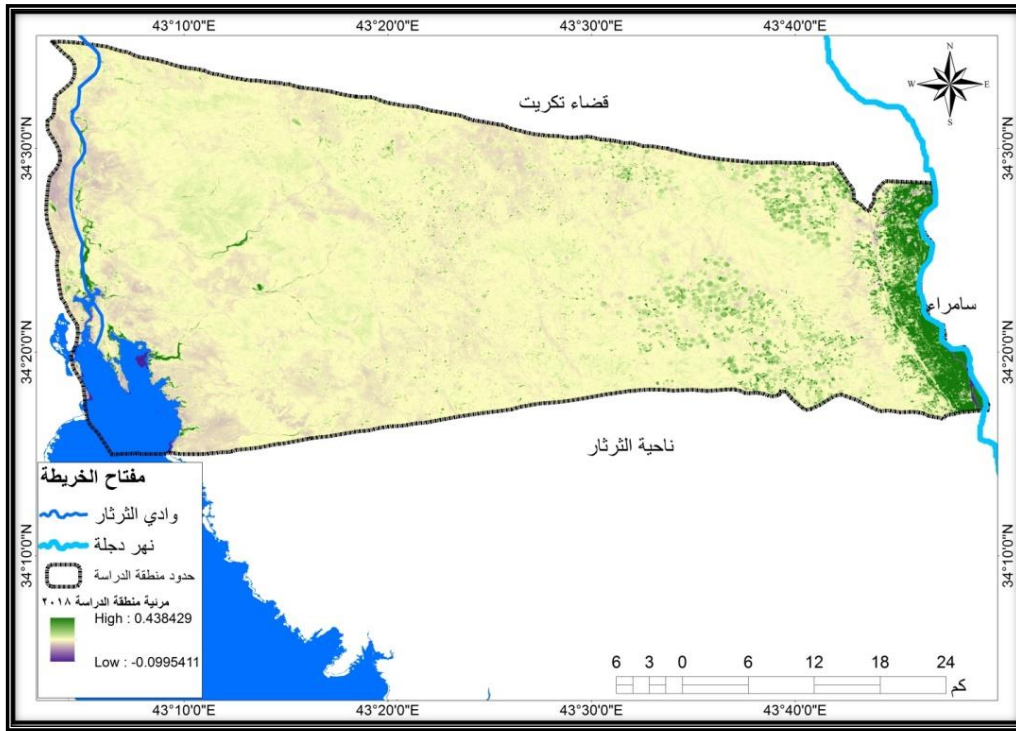 43°10'0"E 43°20'0"E 43°30'0"E 43°40'0"E
N
W E
S
قضاء تكريت
34°30'0"N 34°30'0"N
سامراء
34°20'0"N 34°20'0"N
ناحية الثرثار
مفتاح الخريطة
وادي الثرثار
نهر دجلة
حدود منطقة الدراسة
مرئية منطقة الدراسة ٢٠١٨
High : 0.438429
Low : -0.0995411
34°10'0"N 34°10'0"N
6 3 0 6 12 18 24
كم
43°10'0"E 43°20'0"E 43°30'0"E 43°40'0"E